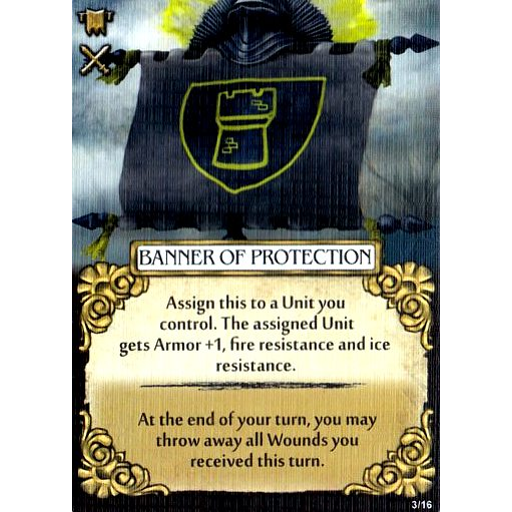 BANNER OF PROTECTION
Assign this to a Unit you
control. The assigned Unit
gets Armor +1, fire resistance and ice
resistance.
At the end of your turn, you may
throw away all Wounds you
received this turn.
3/16